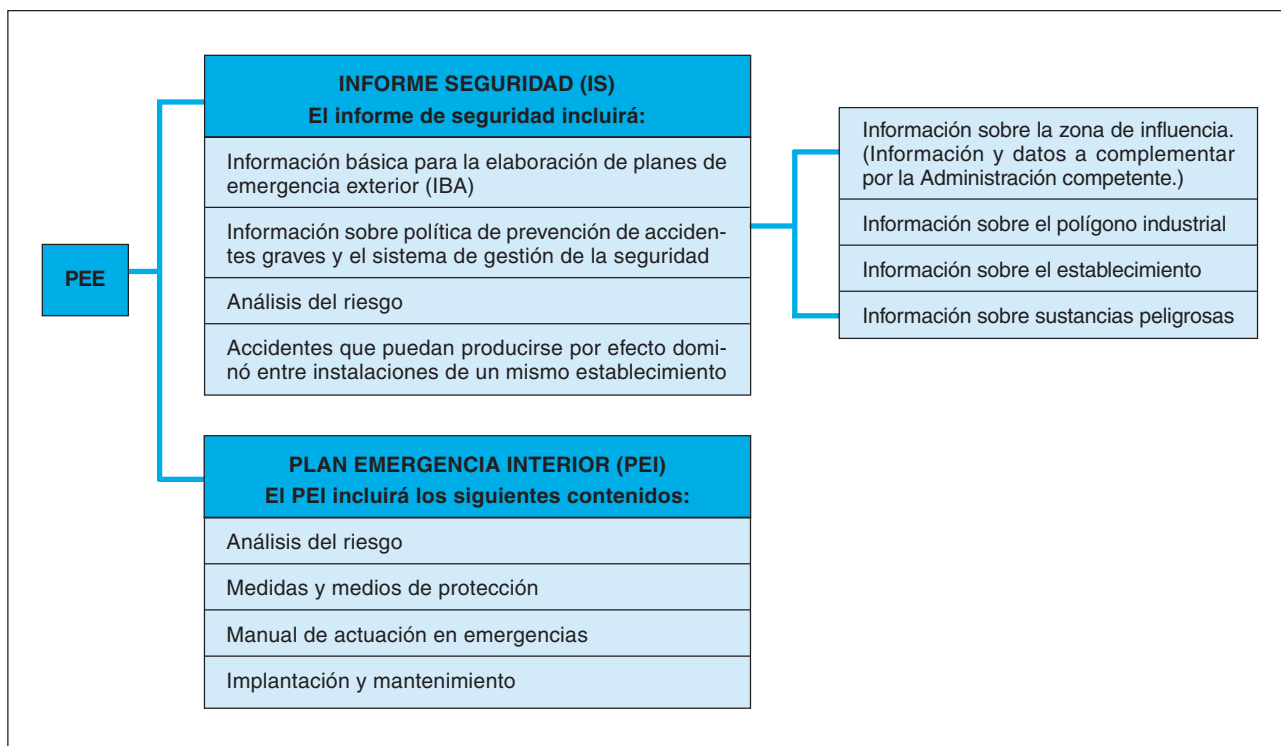 PEE
INFORME SEGURIDAD (IS)
El informe de seguridad incluirá:
Información básica para la elaboración de planes de
emergencia exterior (IBA)
Información sobre política de prevención de acciden-
tes graves y el sistema de gestión de la seguridad
Análisis del riesgo
Accidentes que puedan producirse por efecto domi-
nó entre instalaciones de un mismo establecimiento
Información sobre la zona de influencia.
(Información y datos a complementar
por la Administración competente.)
Información sobre el polígono industrial
Información sobre el establecimiento
Información sobre sustancias peligrosas
PLAN EMERGENCIA INTERIOR (PEI)
El PEI incluirá los siguientes contenidos:
Análisis del riesgo
Medidas y medios de protección
Manual de actuación en emergencias
Implantación y mantenimiento